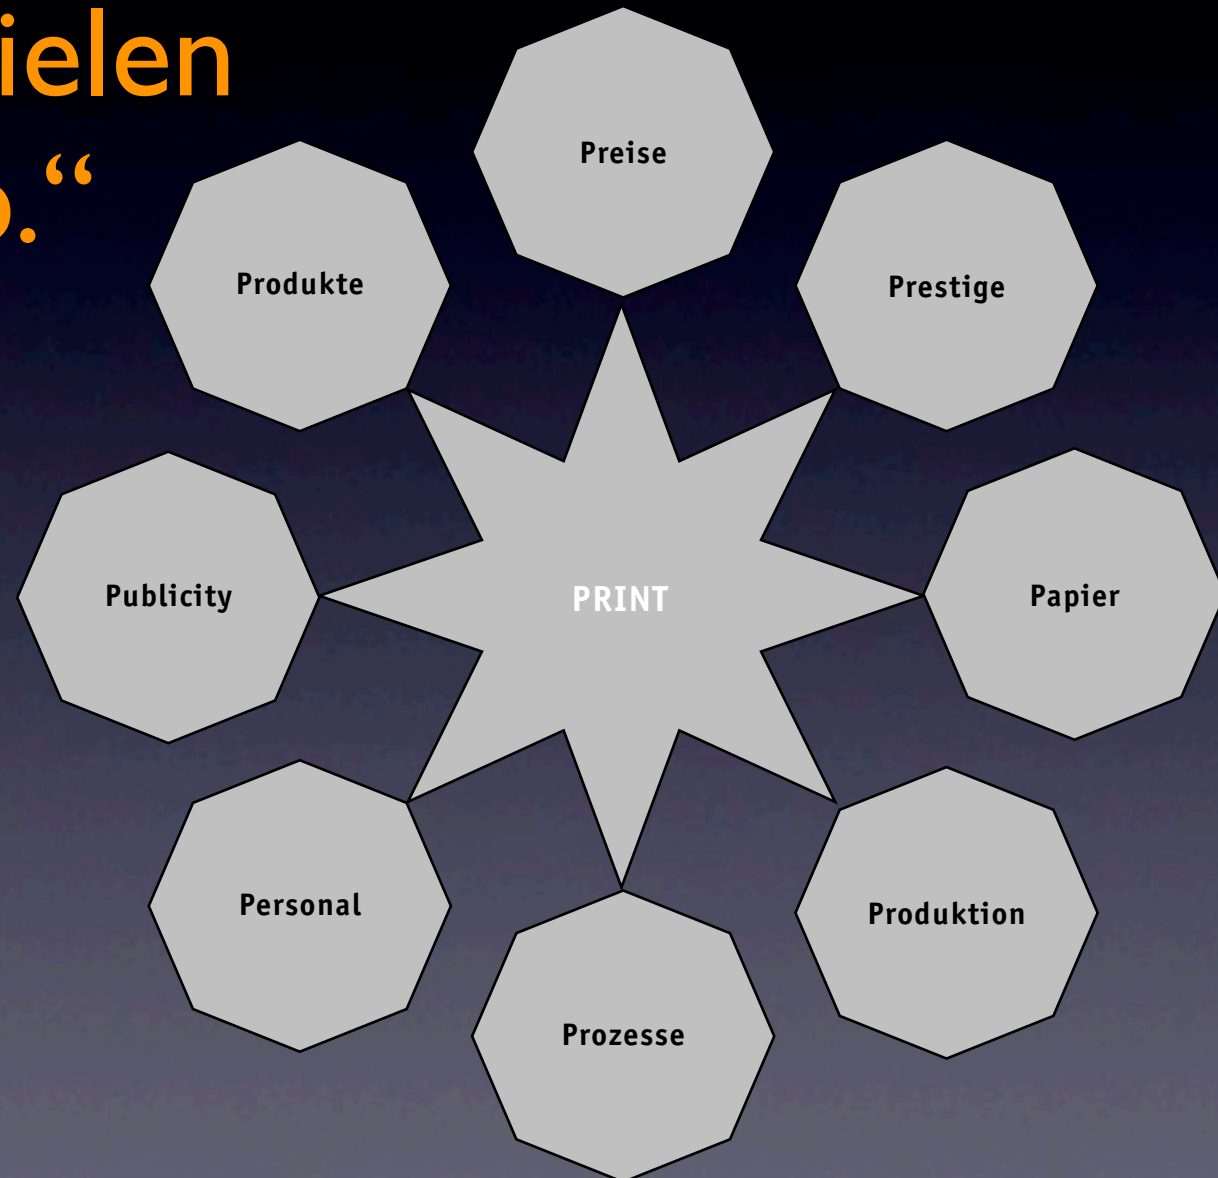 ielen
.“
Preise
Produkte
Prestige
Publicity
PRINT
Papier
Personal
Produktion
Prozesse